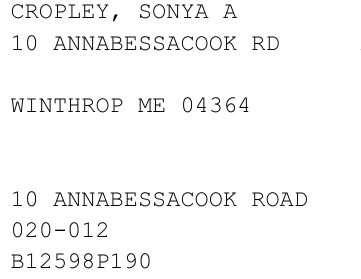 CROPLEY, SONYA A
10 ANNABESSACOOK RD
WINTHROP ME 04364
10 ANNABESSACOOK ROAD
020-012
B12598P190